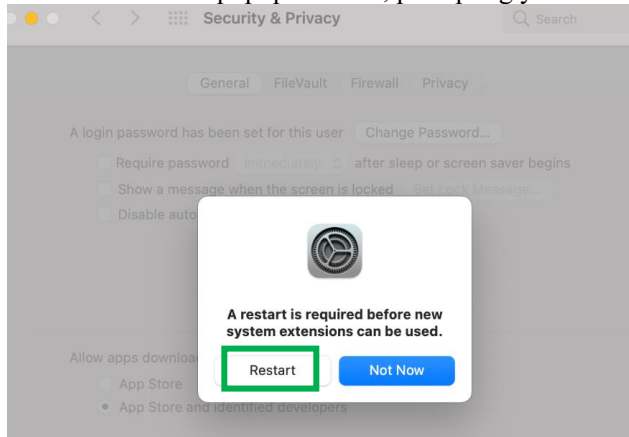 Security & Privacy
Search
General FileVault Firewall Privacy
A login password has been set for this user Change Password...
Require password immediately after sleep or screen saver begins
Show a message when the screen is locked Set Lock Message...
Disable auto
A restart is required before new
system extensions can be used.
Allow apps downloa
Restart Not Now
App Store
App Store and identified developers